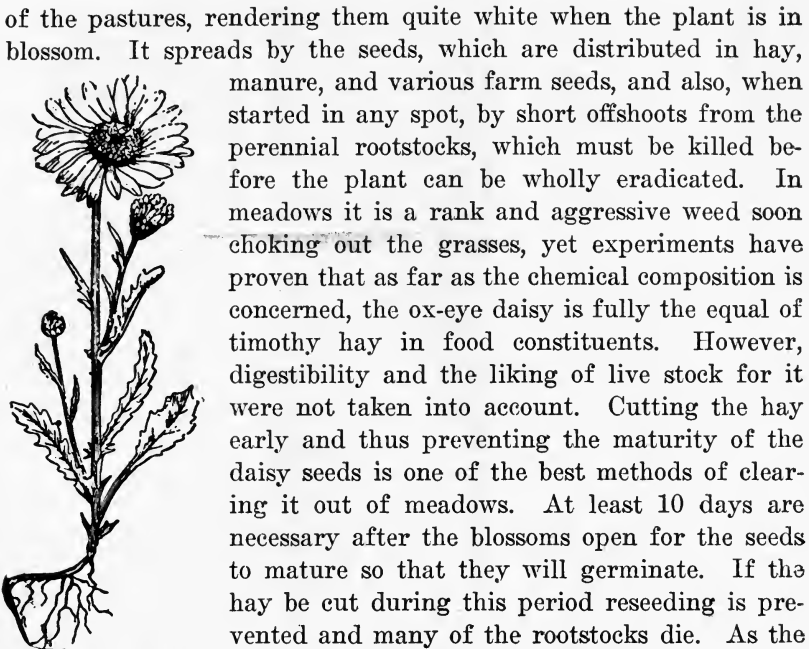 of the pastures, rendering them quite white when the plant is in
blossom. It spreads by the seeds, which are distributed in hay,
manure, and various farm seeds, and also, when
started in any spot, by short offshoots from the
perennial rootstocks, which must be killed be-
fore the plant can be wholly eradicated. In
meadows it is a rank and aggressive weed soon
choking out the grasses, yet experiments have
proven that as far as the chemical composition is
concerned, the ox-eye daisy is fully the equal of
timothy hay in food constituents. However,
digestibility and the liking of live stock for it
were not taken into account. Cutting the hay
early and thus preventing the maturity of the
daisy seeds is one of the best methods of clear-
ing it out of meadows. At least 10 days are
necessary after the blossoms open for the seeds
to mature so that they will germinate. If the
hay be cut during this period reseeding is pre-
vented and many of the rootstocks die. As the